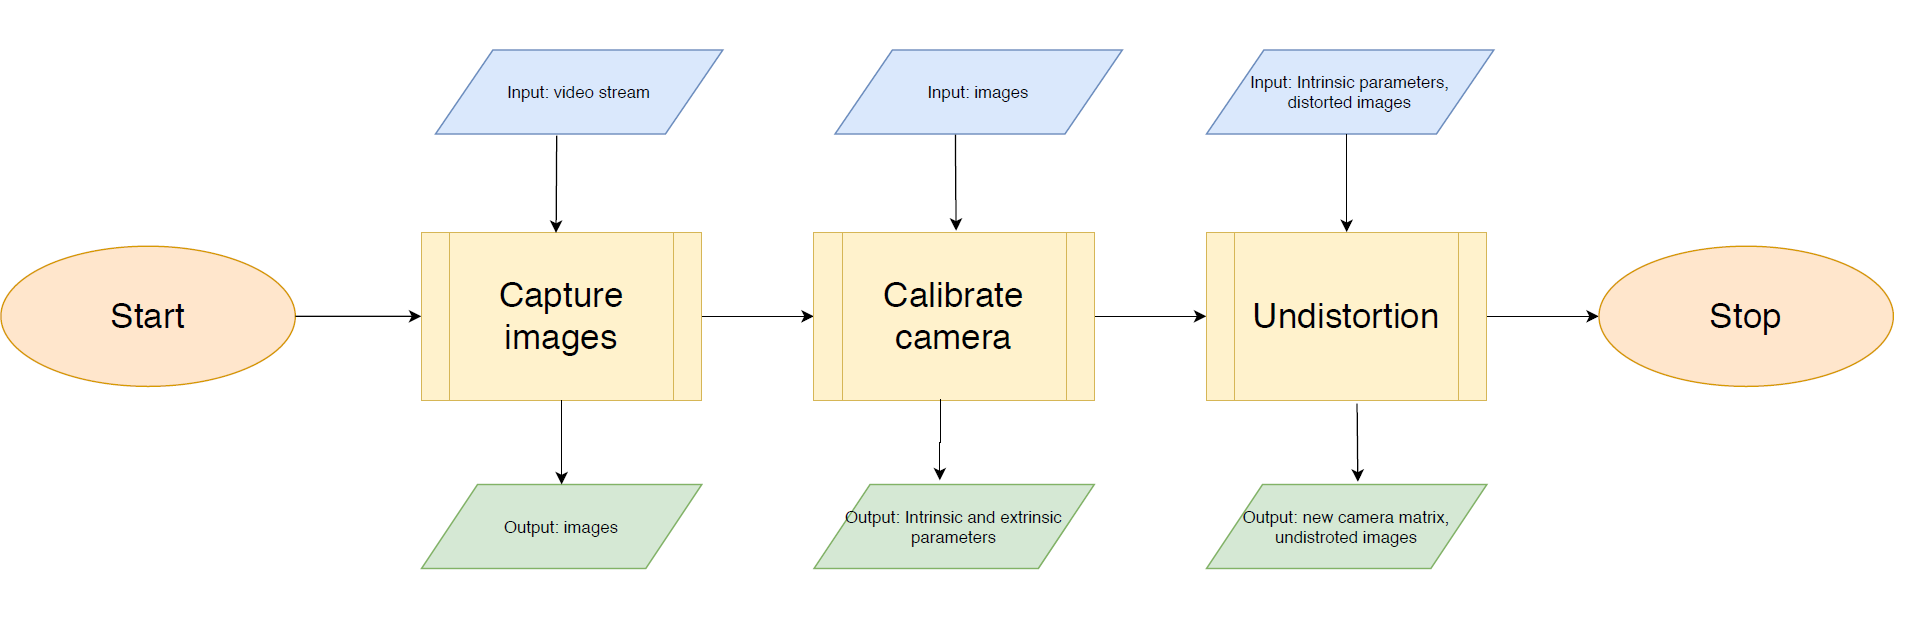 Input: video stream
Input: images
Input: Intrinsic parameters,
distorted images
Start
Capture
images
Calibrate
camera
Undistortion
Stop
Output: images
Output: Intrinsic and extrinsic
parameters
Output: new camera matrix,
undistroted images